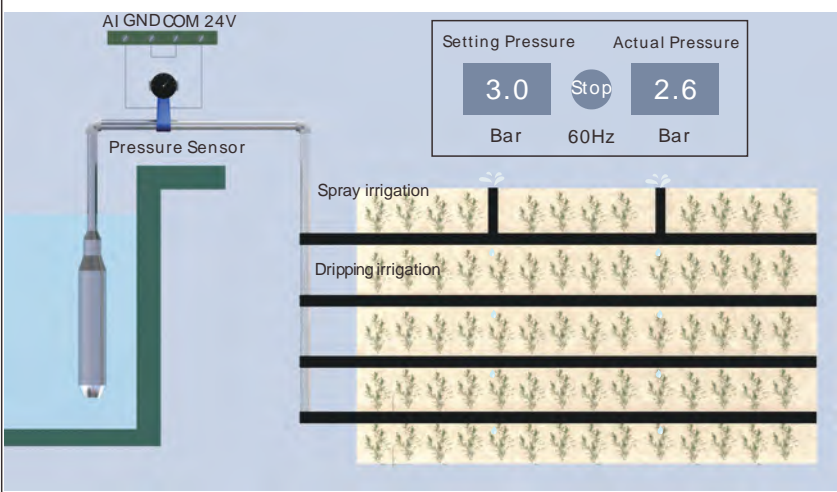 AI GND COM 24V
Pressure Sensor
Setting Pressure
Actual Pressure
3.0
Stop
2.6
Bar
60Hz
Bar
Spray irrigation
Dripping irrigation